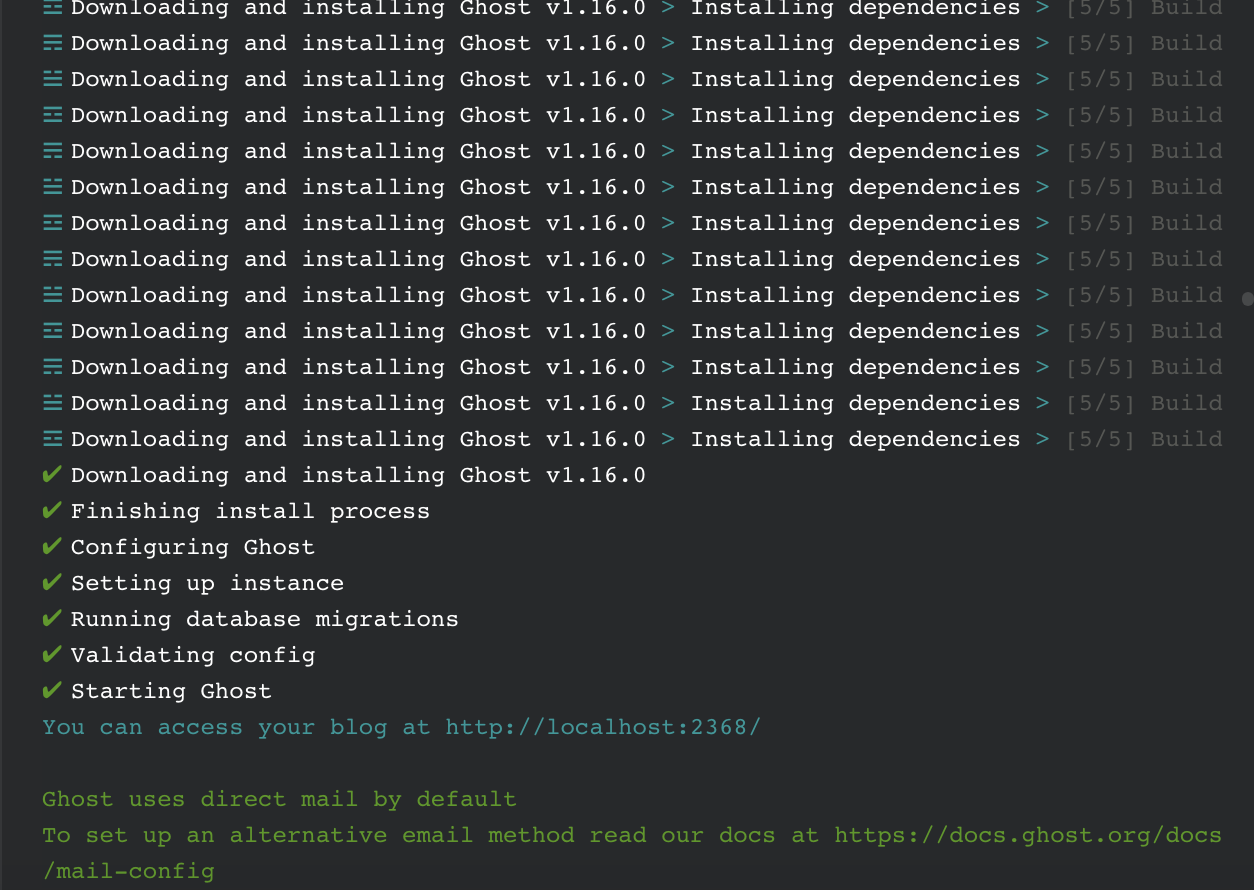 ☲ Downloading and installing Ghost v1.16.0 > Installing dependencies > [5/5] Build
☴ Downloading and installing Ghost v1.16.0 > Installing dependencies > [5/5] Build
☱ Downloading and installing Ghost v1.16.0 > Installing dependencies > [5/5] Build
☲ Downloading and installing Ghost v1.16.0 > Installing dependencies > [5/5] Build
☴ Downloading and installing Ghost v1.16.0 > Installing dependencies > [5/5] Build
☱ Downloading and installing Ghost v1.16.0 > Installing dependencies > [5/5] Build
☲ Downloading and installing Ghost v1.16.0 > Installing dependencies > [5/5] Build
☴ Downloading and installing Ghost v1.16.0 > Installing dependencies > [5/5] Build
☱ Downloading and installing Ghost v1.16.0 > Installing dependencies > [5/5] Build
☲ Downloading and installing Ghost v1.16.0 > Installing dependencies > [5/5] Build
☴ Downloading and installing Ghost v1.16.0 > Installing dependencies > [5/5] Build
☱ Downloading and installing Ghost v1.16.0 > Installing dependencies > [5/5] Build
☲ Downloading and installing Ghost v1.16.0 > Installing dependencies > [5/5] Build
✔ Downloading and installing Ghost v1.16.0
✔ Finishing install process
✔ Configuring Ghost
✔ Setting up instance
✔ Running database migrations
✔ Validating config
✔ Starting Ghost
You can access your blog at http://localhost:2368/
Ghost uses direct mail by default
To set up an alternative email method read our docs at https://docs.ghost.org/docs
/mail-config